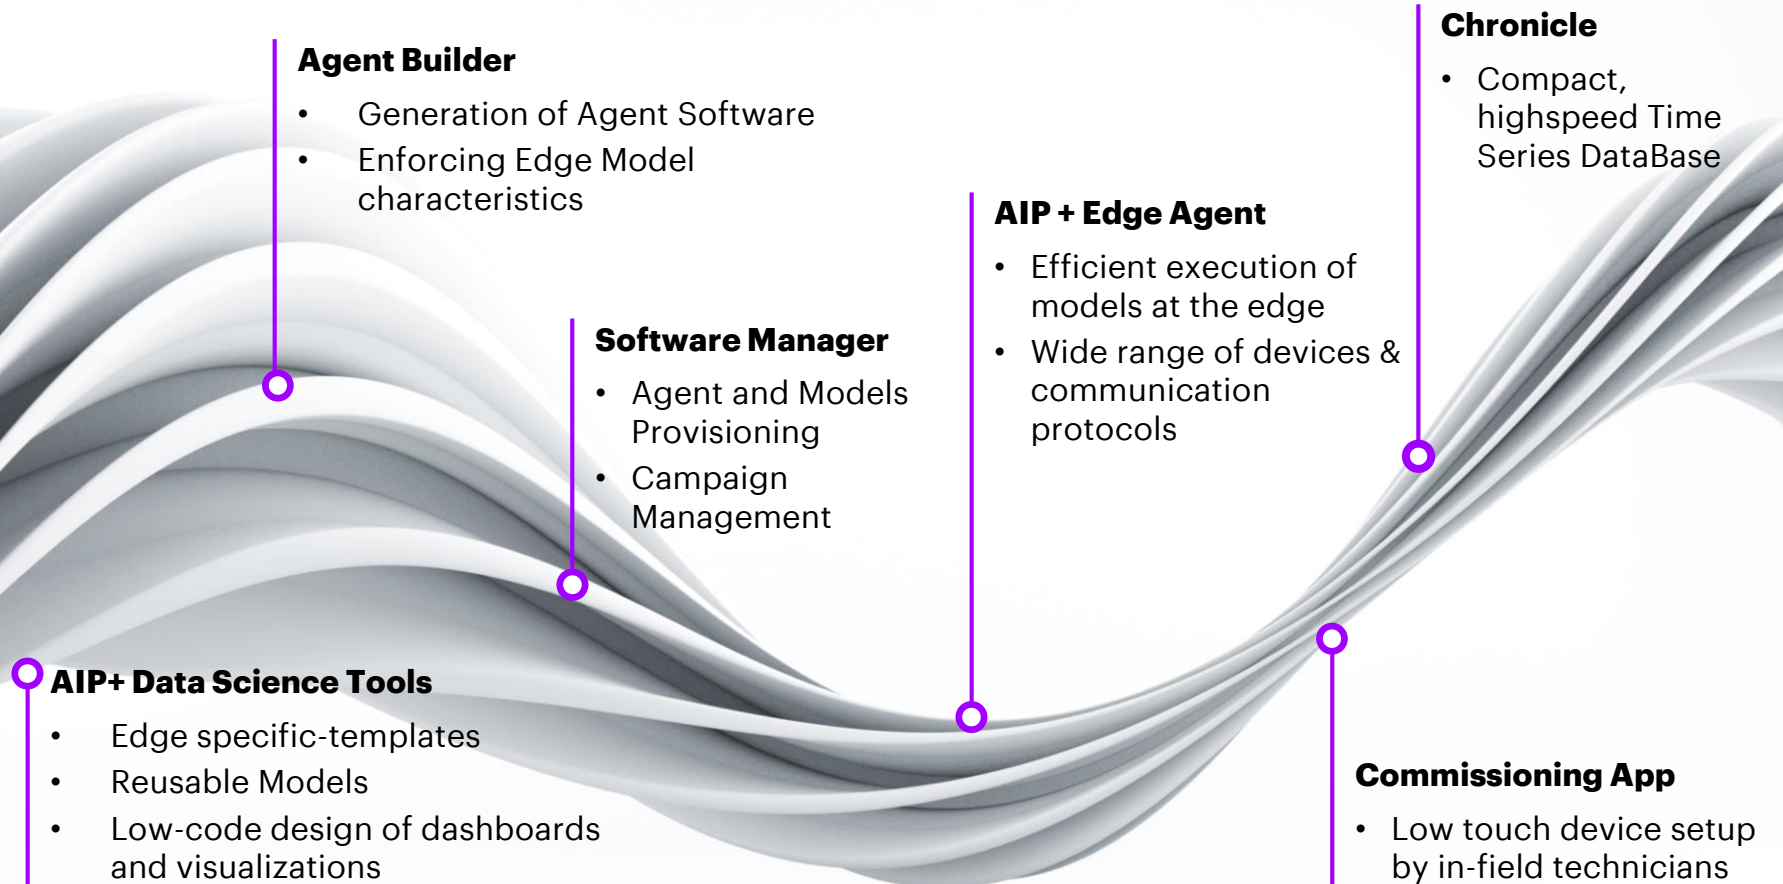 Agent Builder
• Generation of Agent Software
• Enforcing Edge Model
characteristics
Software Manager
• Agent and Models
Provisioning
• Campaign
Management
AIP+ Data Science Tools
• Edge specific-templates
• Reusable Models
• Low-code design of dashboards
and visualizations
AIP + Edge Agent
• Efficient execution of
models at the edge
• Wide range of devices &
communication
protocols
Chronicle
• Compact,
highspeed Time
Series DataBase
Commissioning App
• Low touch device setup
by in-field technicians